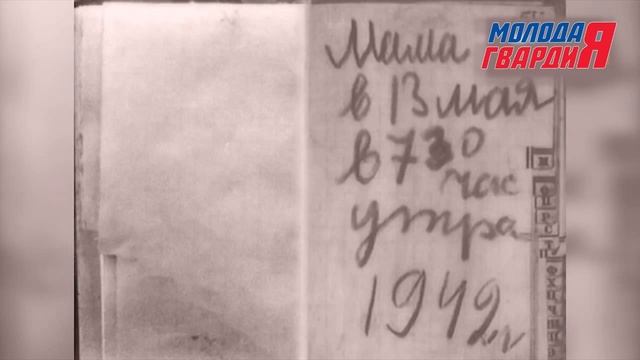 МОЛОДАЯ
ГВАРДИЯ
Мама
в 13 мая
в 730
час
утра
1942 г